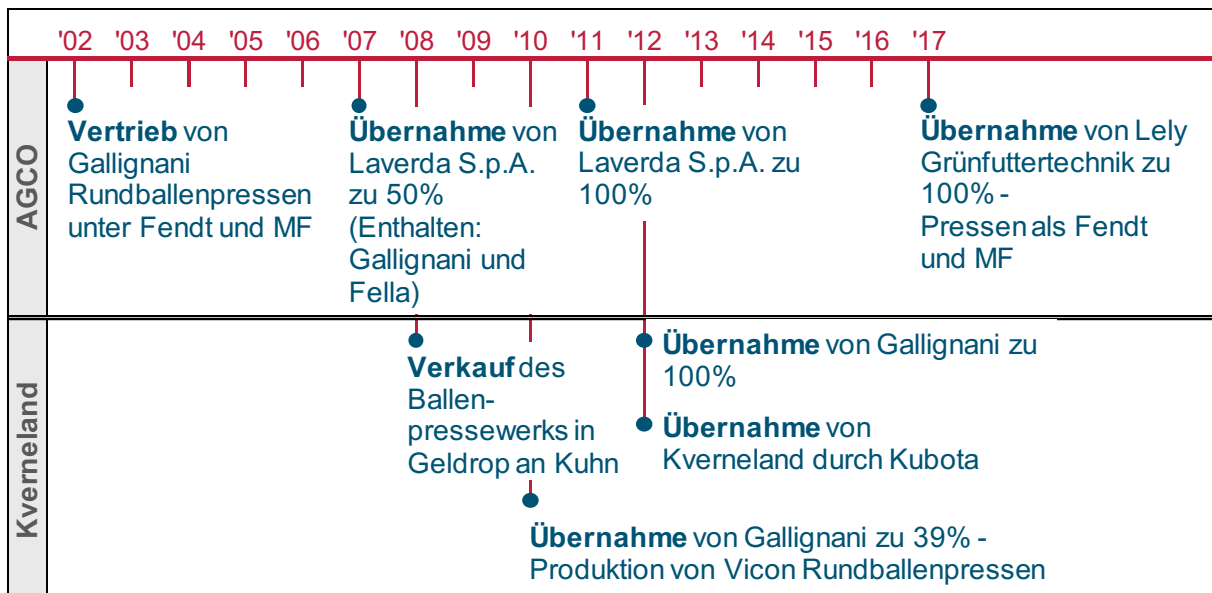 '02 '03 '04 '05 '06 '07 '08 '09 '10 '11 '12 '13 '14 '15 '16 '17
AGCO
Vertrieb von
Gallignani
Rundballenpressen
unter Fendt und MF
Übernahme von
Laverda S.p.A.
zu 50%
(Enthalten:
Gallignani und
Fella)
Übernahme von
Laverda S.p.A. zu
100%
Übernahme von Lely
Grünfuttertechnik zu
100% -
Pressen als Fendt
und MF
Kverneland
Verkauf des
Ballen-
pressewerks in
Geldrop an Kuhn
Übernahme von Gallignani zu
100%
Übernahme von
Kverneland durch Kubota
Übernahme von Gallignani zu 39% -
Produktion von Vicon Rundballenpressen